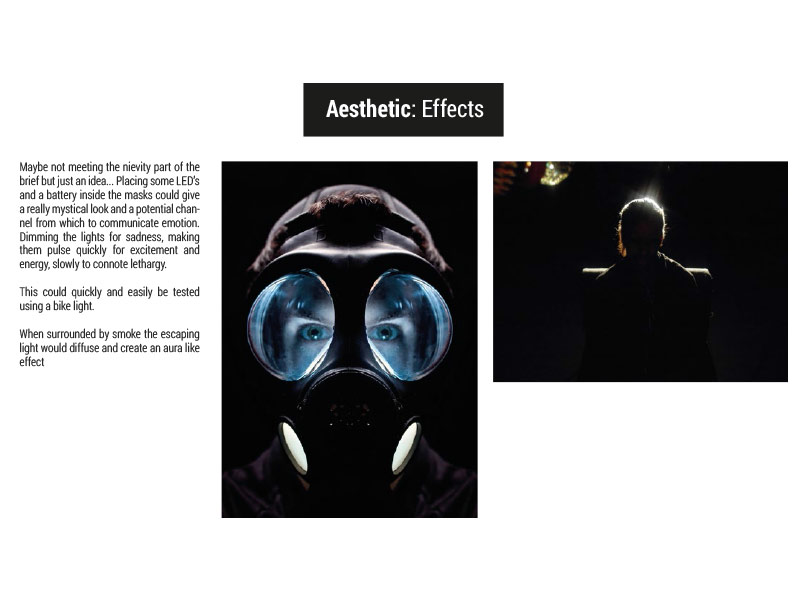 Aesthetic: Effects
Maybe not meeting the nievity part of the
brief but just an idea... Placing some LED's
and a battery inside the masks could give
a really mystical look and a potential chan-
nel from which to communicate emotion.
Dimming the lights for sadness, making
them pulse quickly for excitement and
energy, slowly to connote lethargy.
This could quickly and easily be tested
using a bike light.
When surrounded by smoke the escaping
light would diffuse and create an aura like
effect